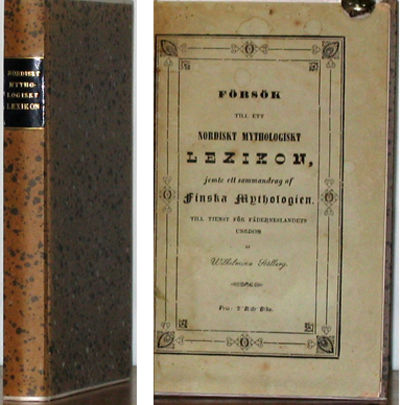 NORDISKT
MYTHO-
LOGISKT
LEXIKON
FÖRSÖK
TILL ETT
NORDISKT MYTHOLOGISKT
LEXIKON,
jemte ett sammandrag af
Finska Mythologien.
TILL TJENST FÖR FÄDERNESLANDETS
UNGDOM
af
Wilhelmina Stålberg.
Pris: